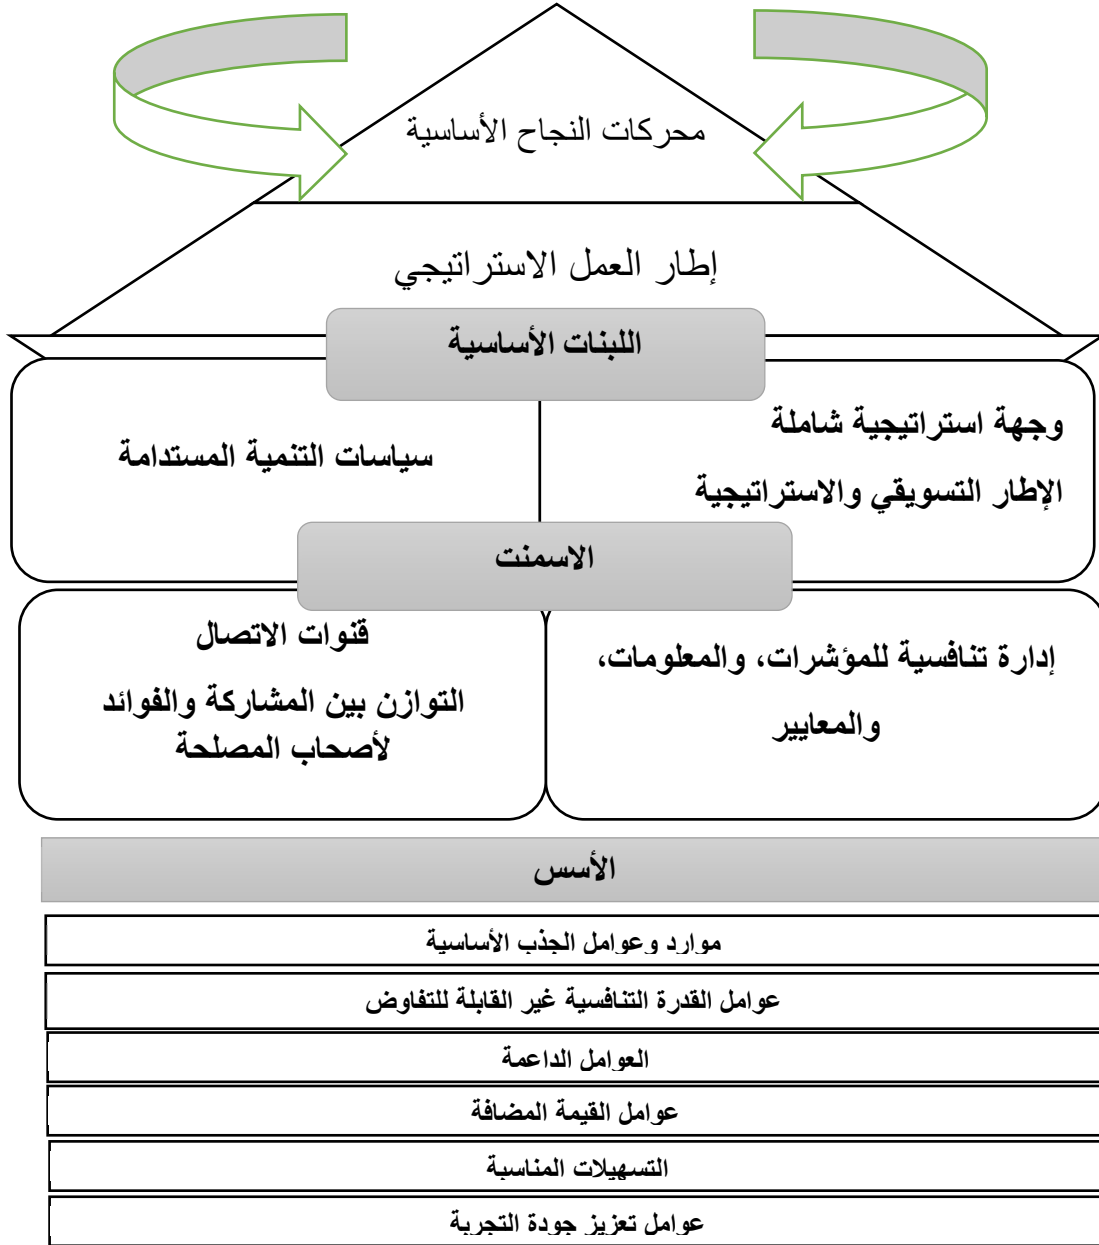 محركات النجاح الأساسية
إطار العمل الاستراتيجي
اللبنات الأساسية
وجهة استراتيجية شاملة
الإطار التسويقي والاستراتيجية
سياسات التنمية المستدامة
الاسمنت
إدارة تنافسية للمؤشرات، والمعلومات،
والمعايير
قنوات الاتصال
التوازن بين المشاركة والفوائد
لأصحاب المصلحة
الأسس
موارد وعوامل الجذب الأساسية
عوامل القدرة التنافسية غير القابلة للتفاوض
العوامل الداعمة
عوامل القيمة المضافة
التسهيلات المناسبة
عوامل تعزيز جودة التجربة